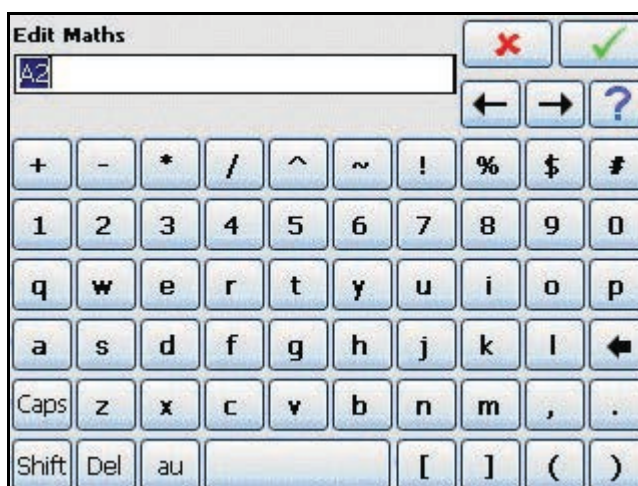 Edit Maths
A2
?
+ - * / ^ ~ ! % $ #
1 2 3 4 5 6 7 8 9 0
q w e r t y u i o p
a s d f g h j k l
Caps z x c v b n m , .
Shift Del au [ ] ( )